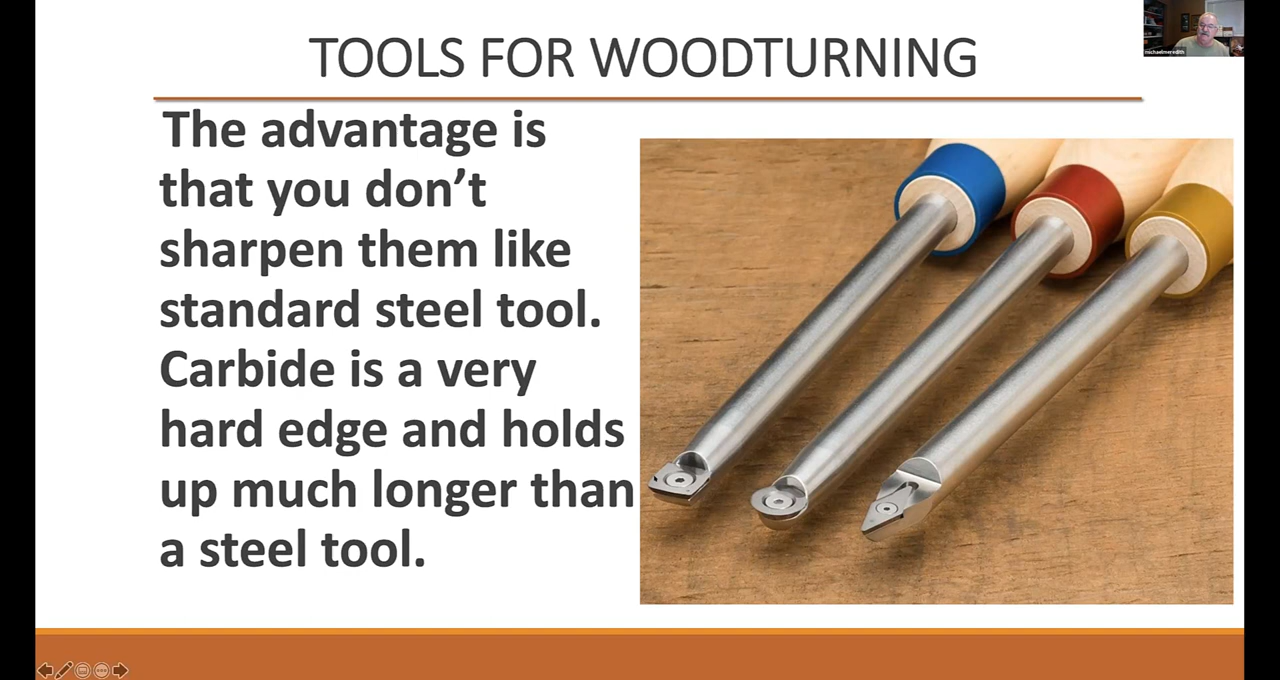 TOOLS FOR WOODTURNING
michaelmeredith
The advantage is
that you don’t
sharpen them like
standard steel tool.
Carbide is a very
hard edge and holds
up much longer than
a steel tool.